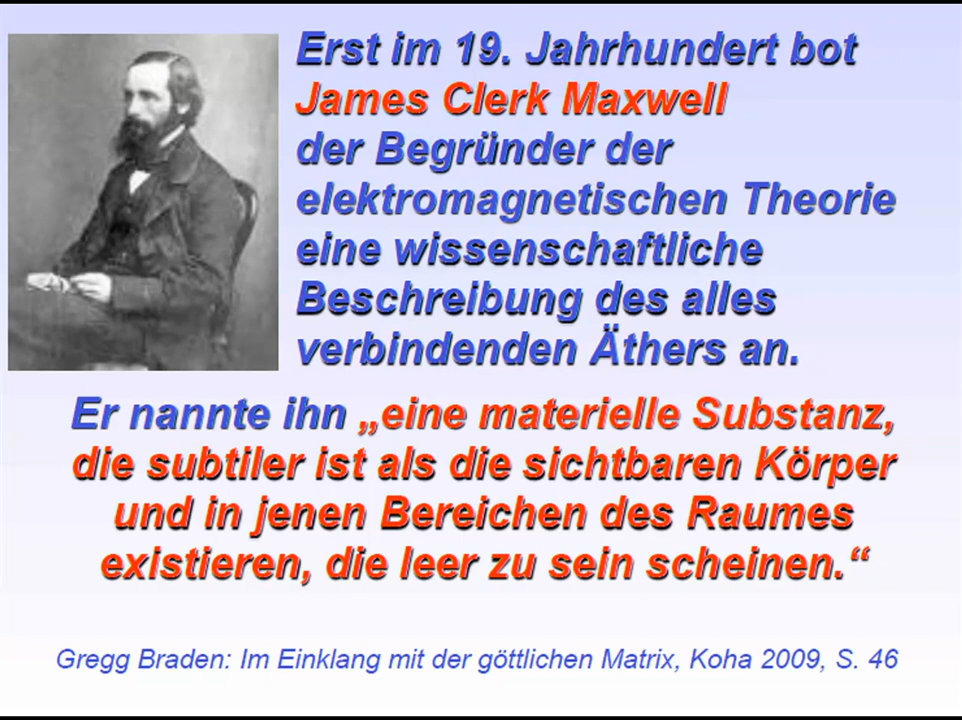 Erst im 19. Jahrhundert bot
James Clerk Maxwell
der Begründer der
elektromagnetischen Theorie
eine wissenschaftliche
Beschreibung des alles
verbindenden Äthers an.
Er nannte ihn „eine materielle Substanz,
die subtiler ist als die sichtbaren Körper
und in jenen Bereichen des Raumes
existieren, die leer zu sein scheinen.“
Gregg Braden: Im Einklang mit der göttlichen Matrix, Koha 2009, S. 46